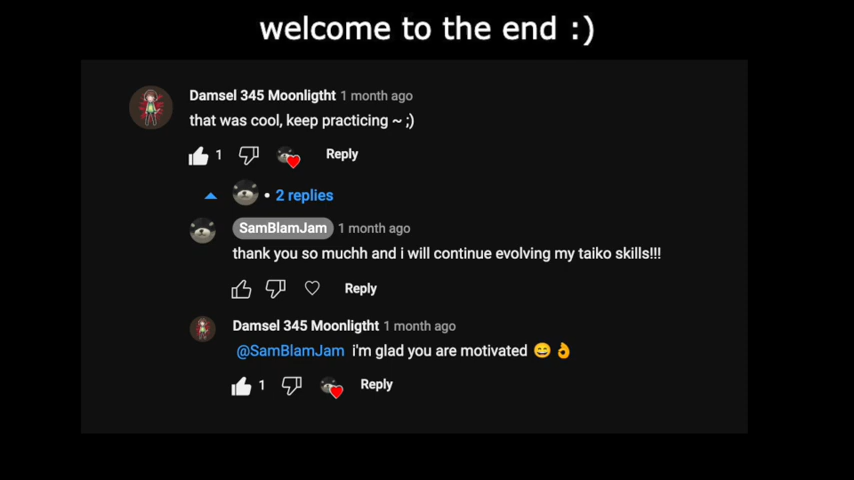 welcome to the end :)
Damsel 345 Moonligtht 1 month ago
that was cool, keep practicing ~ ;)
1 Reply
• 2 replies
SamBlamJam 1 month ago
thank you so muchh and i will continue evolving my taiko skills!!!
Reply
Damsel 345 Moonligtht 1 month ago
@SamBlamJam i'm glad you are motivated 😄 👌
1 Reply